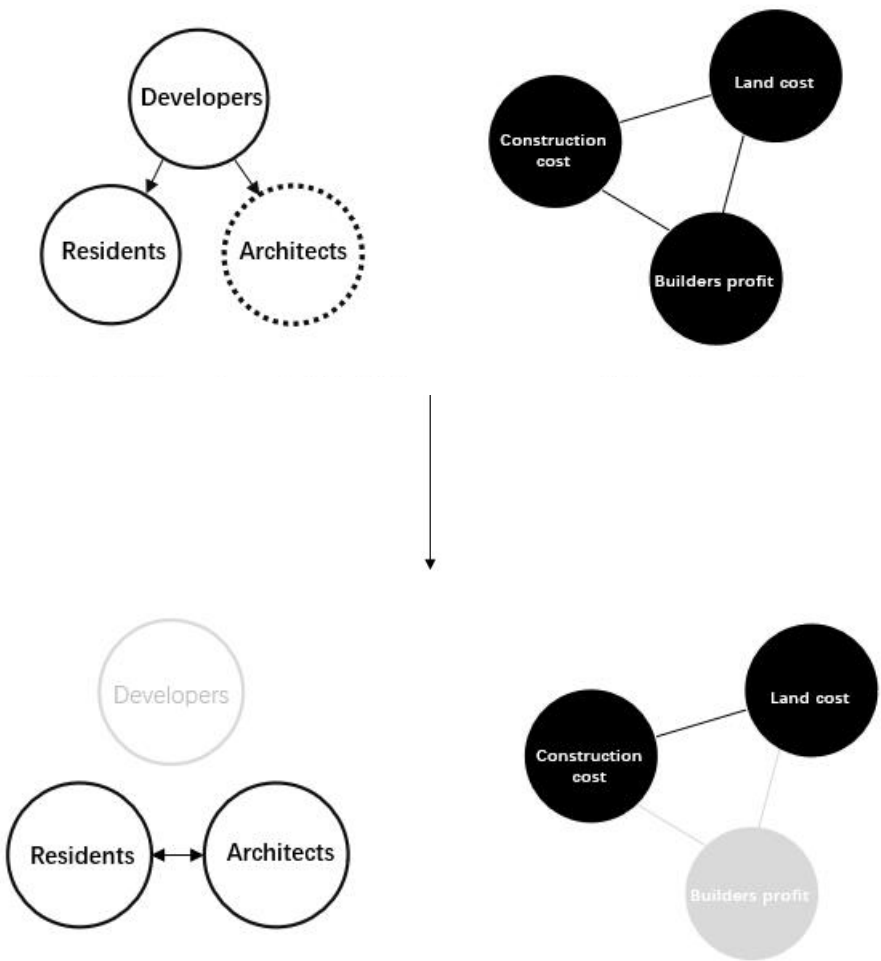 Developers
Residents
Architects
Land cost
Construction
cost
Builders profit
Developers
Residents
Architects
Land cost
Construction
cost
Builders profit